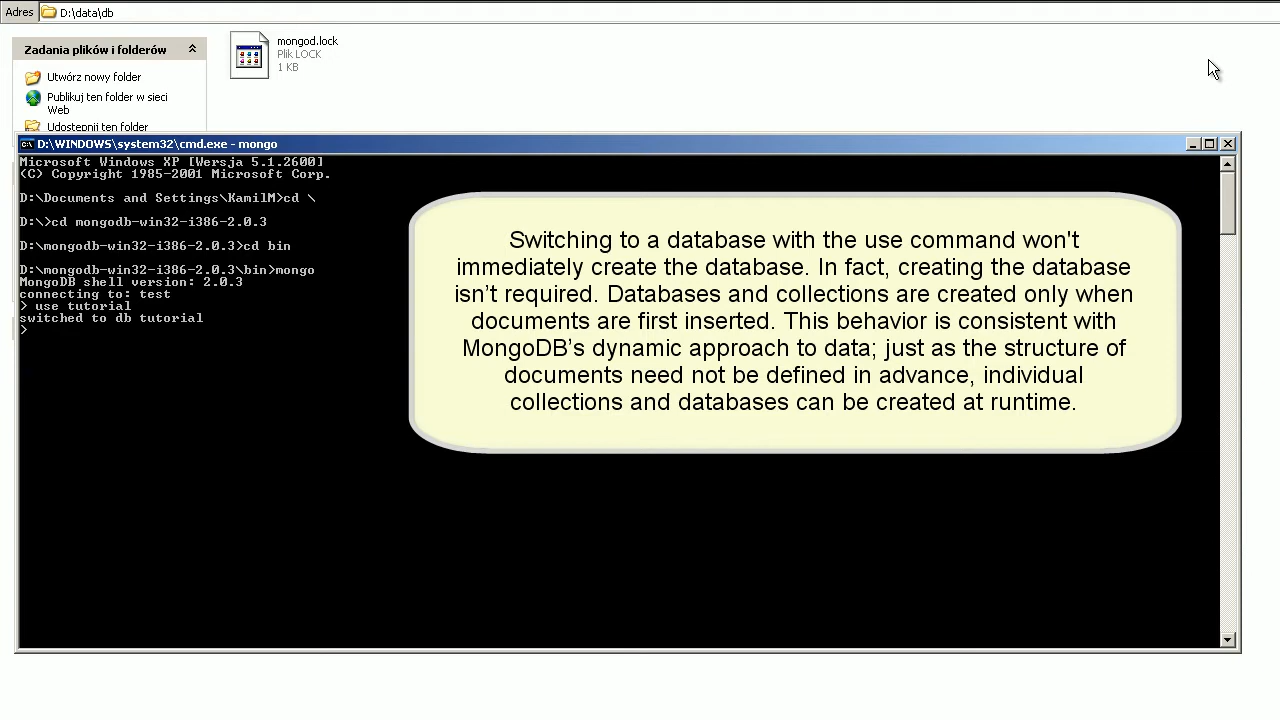 Adres D:\data\db
mongod.lock
Plik LOCK
1 KB
Zadania plików i folderów
Utwórz nowy folder
Publikuj ten folder w sieci
Web
Udostępnij ten folder
D:\WINDOWS\system32\cmd.exe - mongo
Microsoft Windows XP [Wersja 5.1.2600]
(C) Copyright 1985-2001 Microsoft Corp.
D:\Documents and Settings\KamilM>cd \
D:\>cd mongodb-win32-i386-2.0.3
D:\mongodb-win32-i386-2.0.3>cd bin
D:\mongodb-win32-i386-2.0.3\bin>mongo
MongoDB shell version: 2.0.3
connecting to: test
> use tutorial
switched to db tutorial
>
Switching to a database with the use command won't
immediately create the database. In fact, creating the database
isn’t required. Databases and collections are created only when
documents are first inserted. This behavior is consistent with
MongoDB’s dynamic approach to data; just as the structure of
documents need not be defined in advance, individual
collections and databases can be created at runtime.